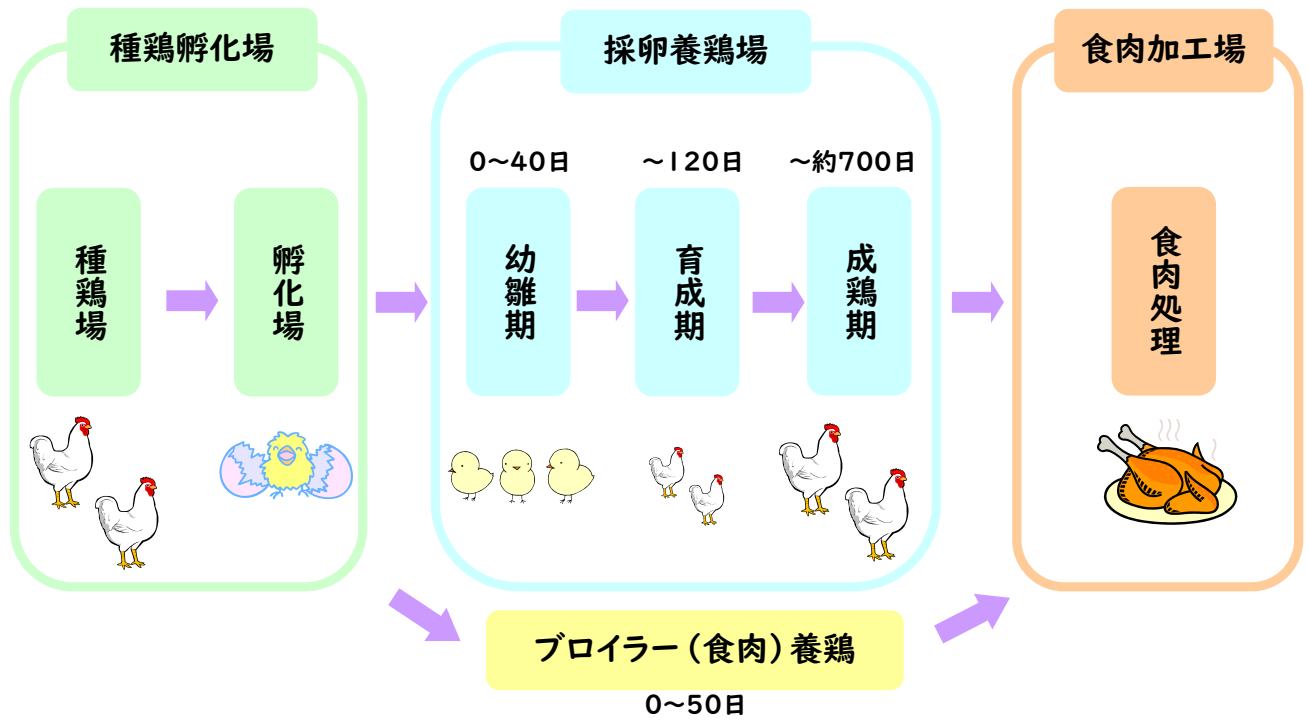 種鶏孵化場
採卵養鶏場
食肉加工場
0〜40日
〜120日
〜約700日
種鶏場
孵化場
幼雛期
育成期
成鶏期
食肉処理
ブロイラー（食肉）養鶏
0〜50日